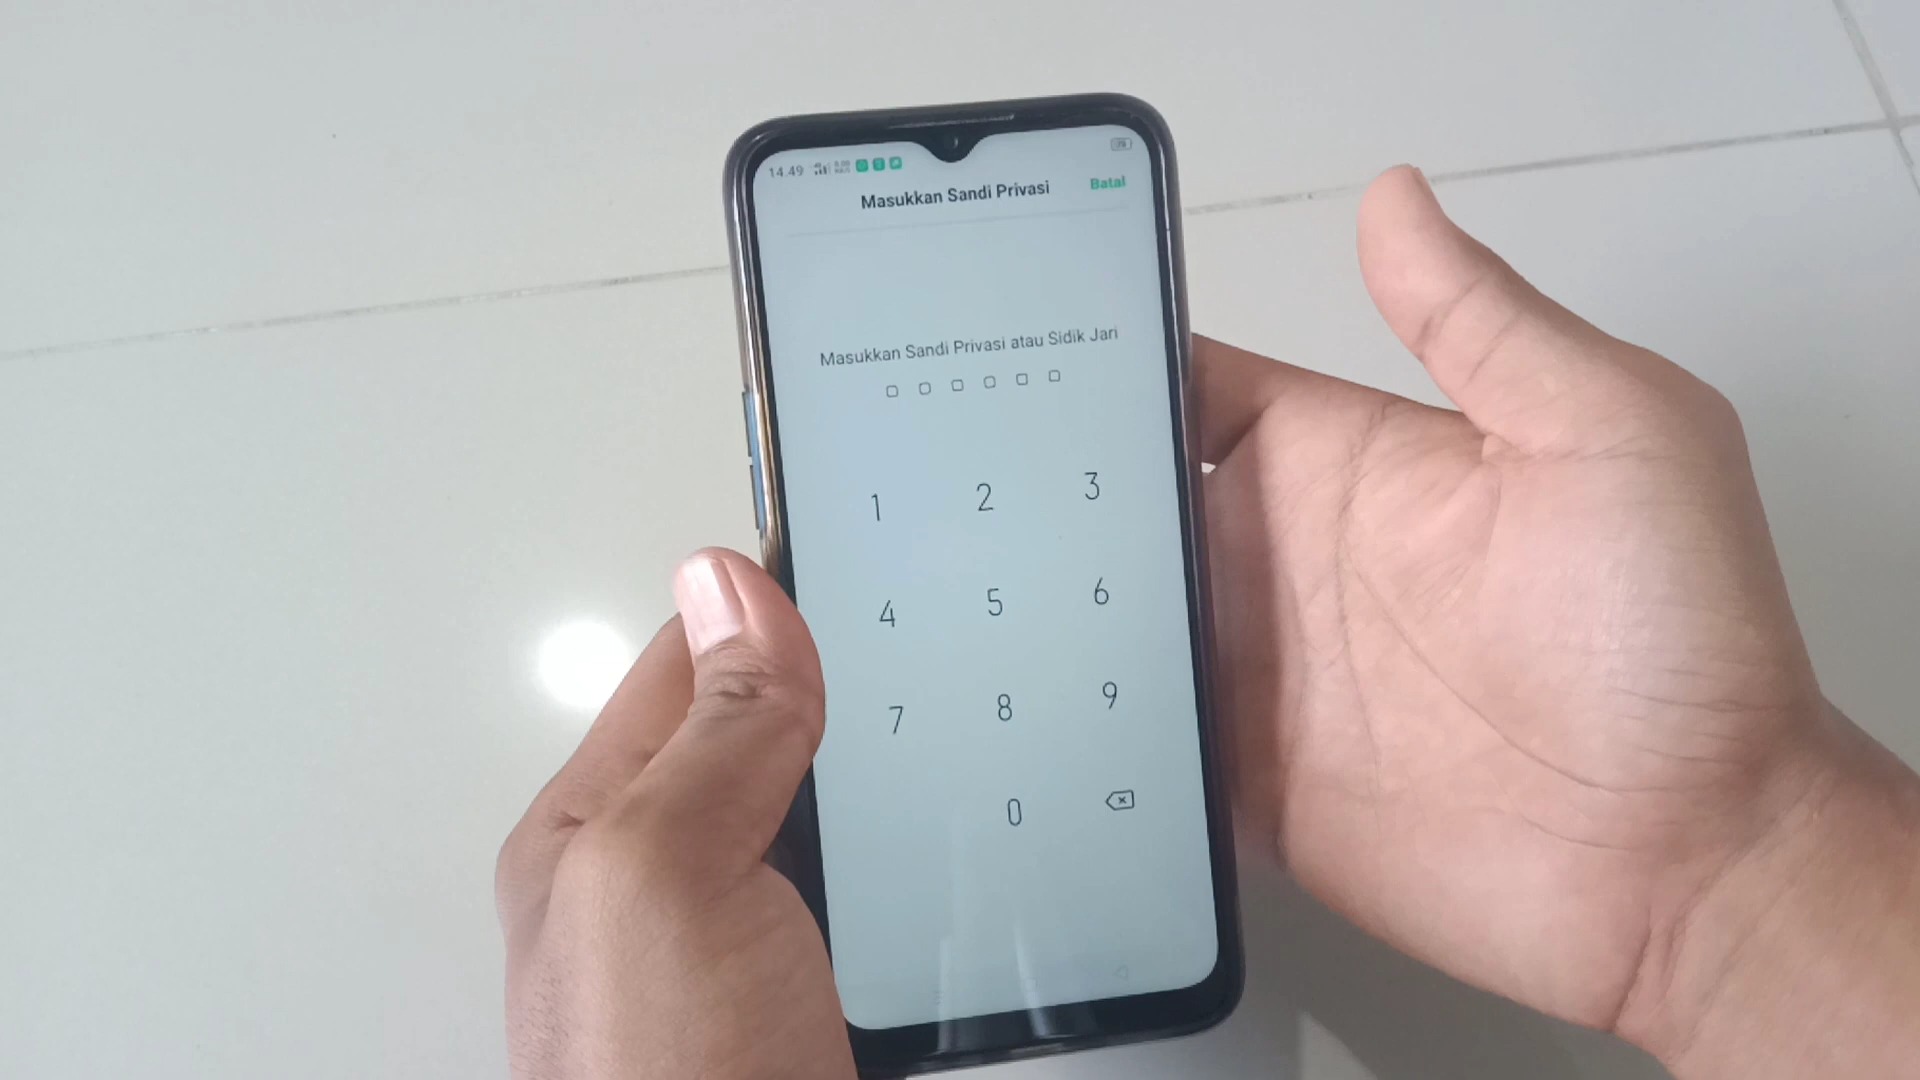 14.49
Masukkan Sandi Privasi
Batal
Masukkan Sandi Privasi atau Sidik Jari
1 2 3
4 5 6
7 8 9
0